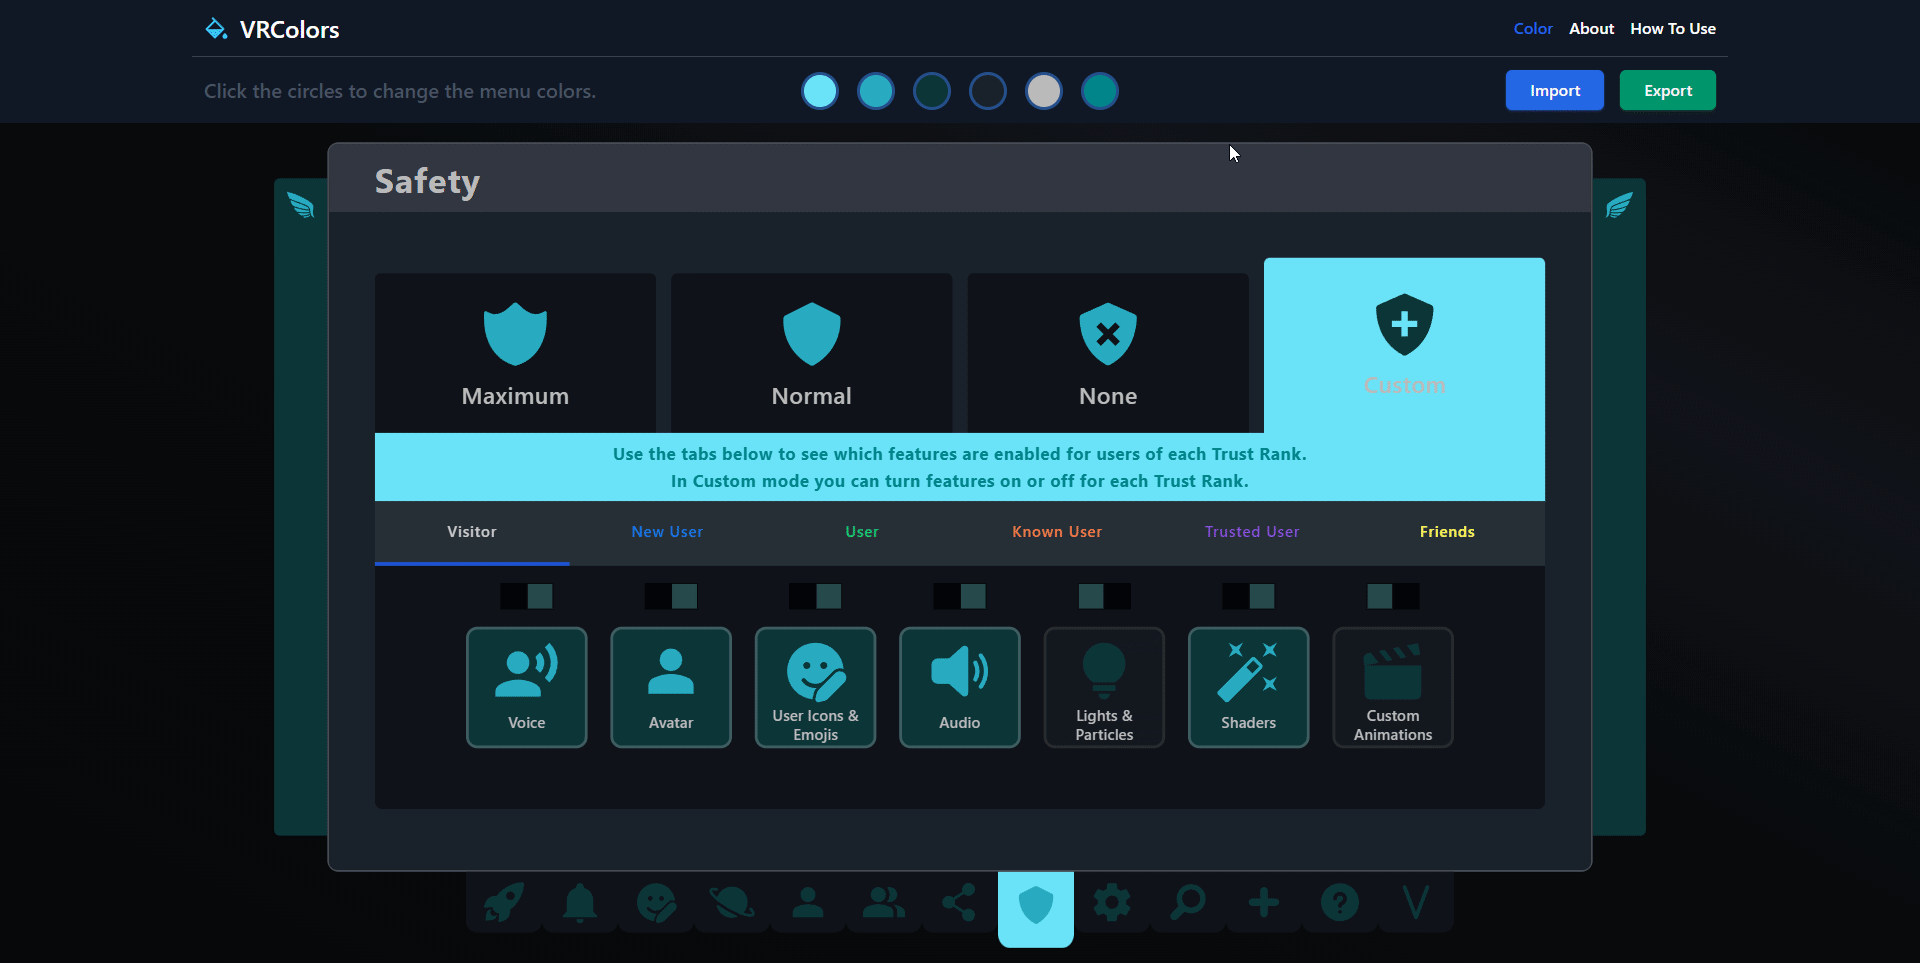 VRColors
Color About How To Use
Click the circles to change the menu colors.
Import Export
Safety
Maximum Normal None Custom
Use the tabs below to see which features are enabled for users of each Trust Rank.
In Custom mode you can turn features on or off for each Trust Rank.
Visitor New User User Known User Trusted User Friends
Voice
Avatar
User Icons &
Emojis
Audio
Lights &
Particles
Shaders
Custom
Animations